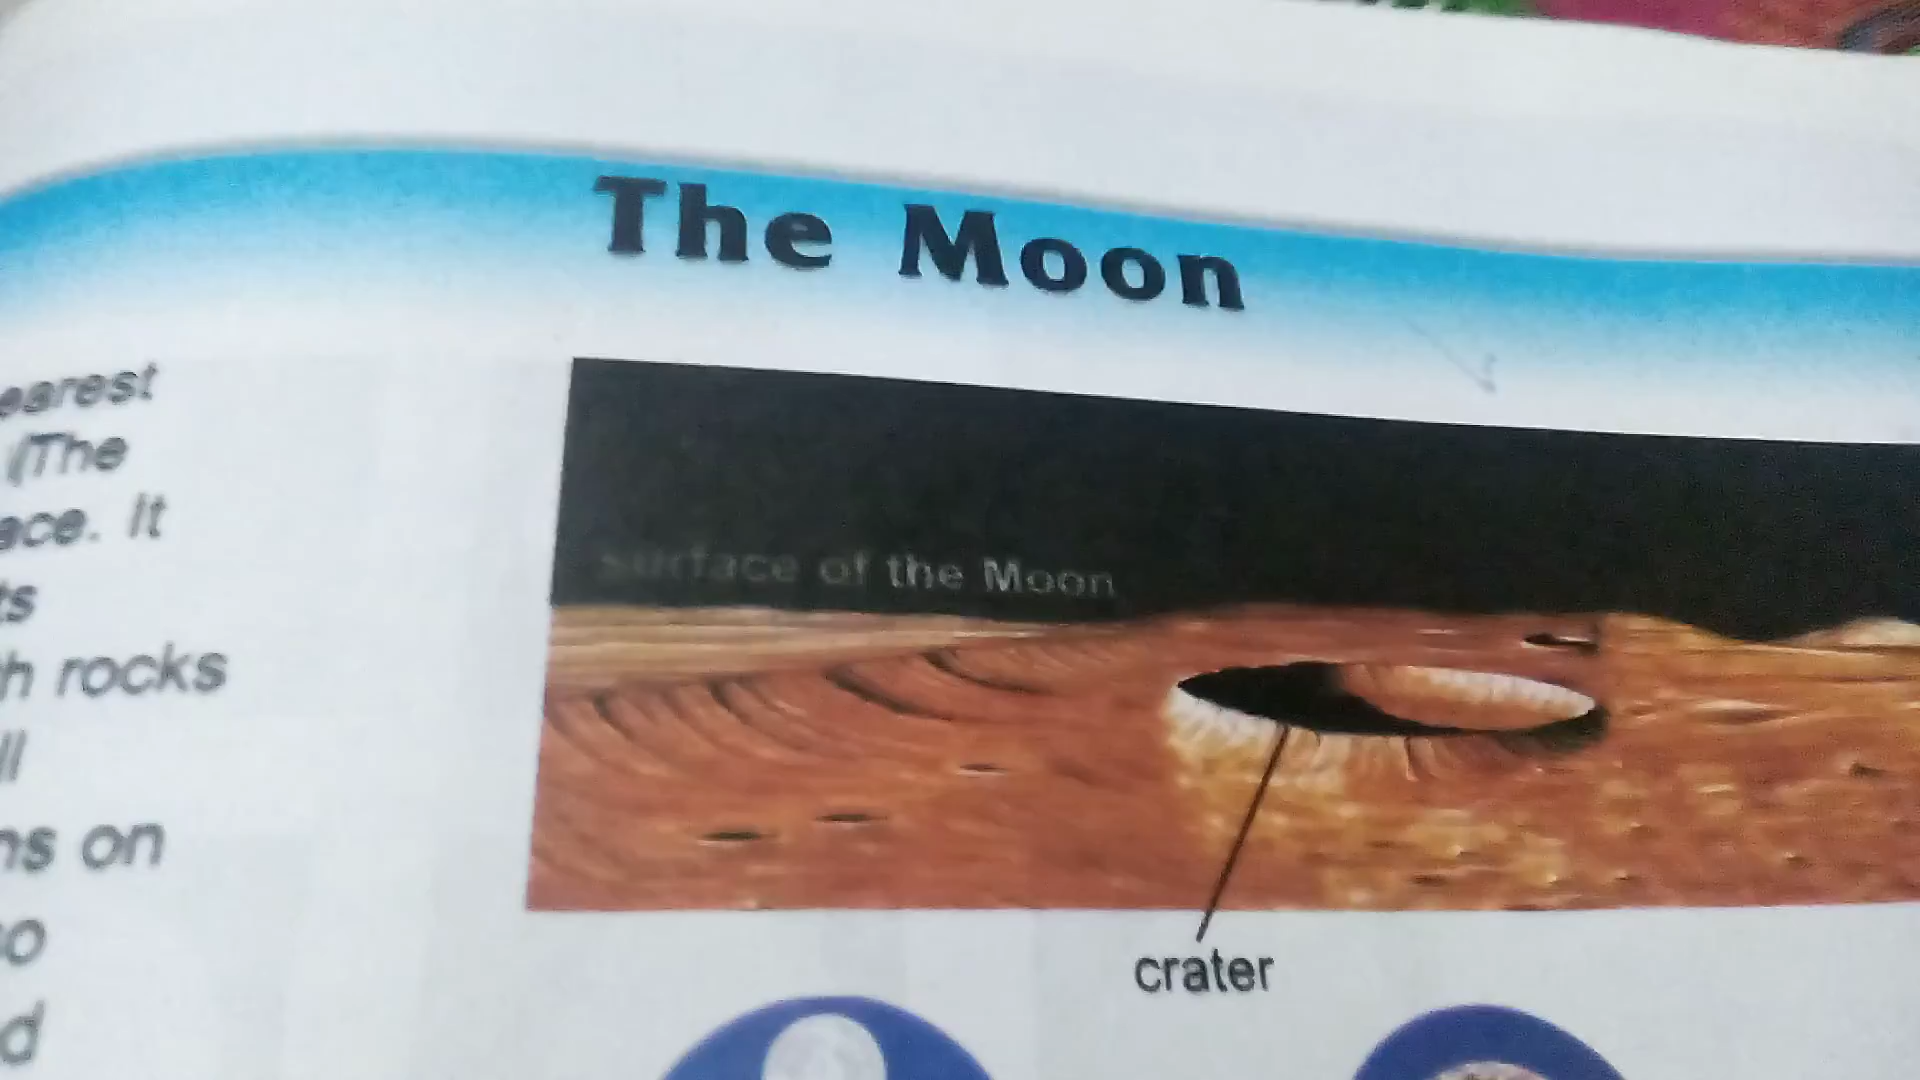 The Moon
earest
(The
ace. It
ts
h rocks
ll
ns on
o
d
Surface of the Moon
crater